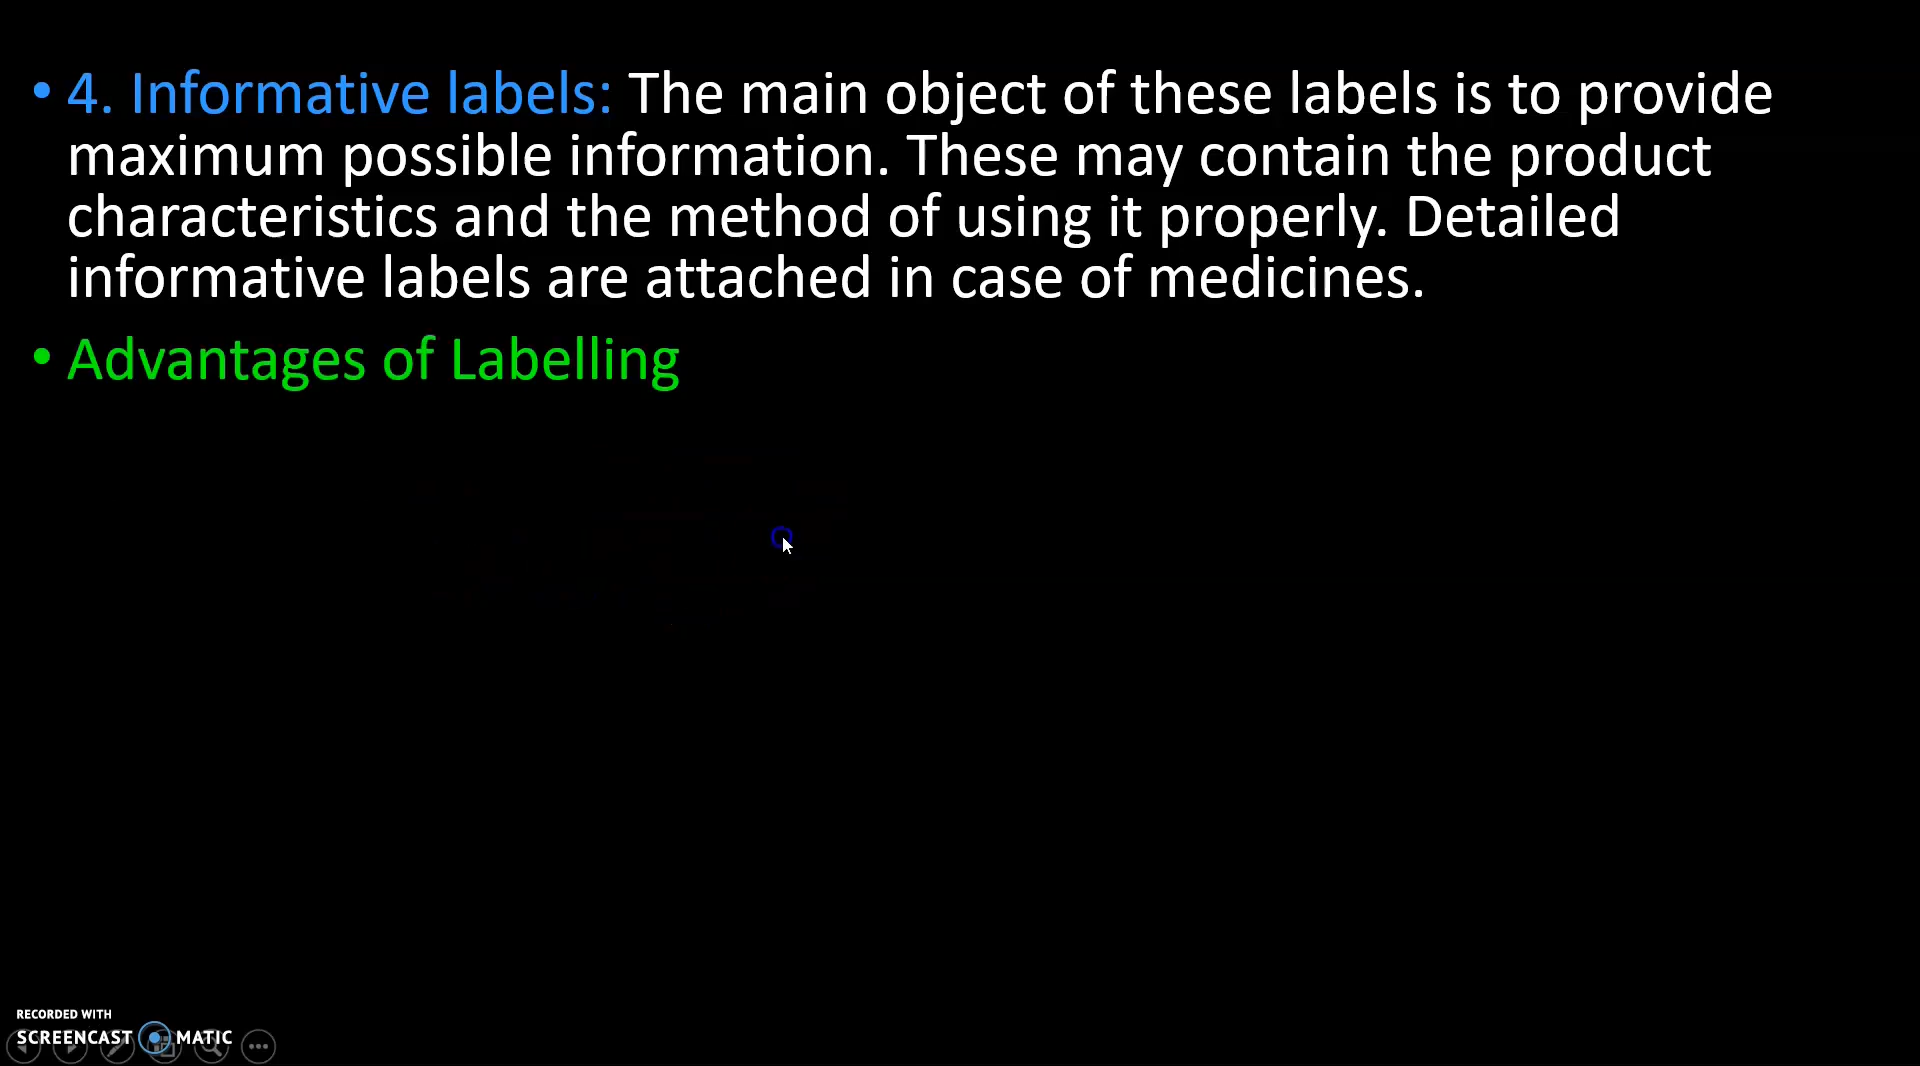 • 4. Informative labels: The main object of these labels is to provide
maximum possible information. These may contain the product
characteristics and the method of using it properly. Detailed
informative labels are attached in case of medicines.
• Advantages of Labelling
RECORDED WITH
SCREENCAST MATIC